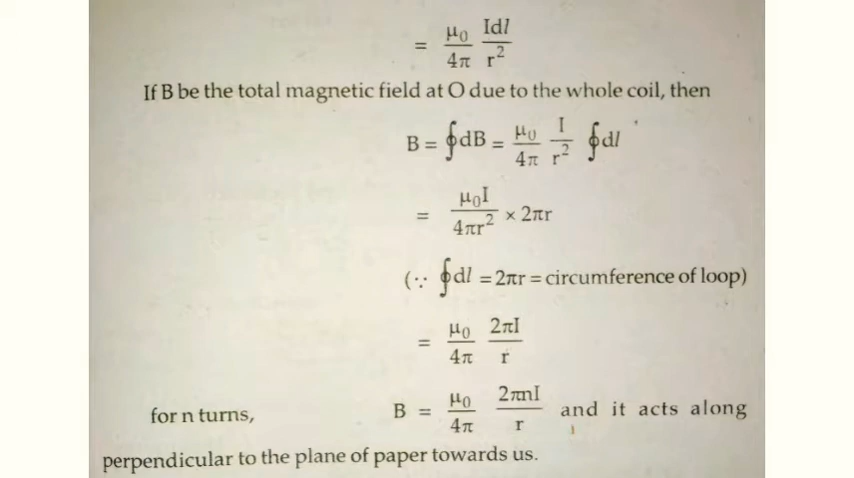 = μ₀/4π Idl/r²
If B be the total magnetic field at O due to the whole coil, then
B = ∮dB = μ₀/4π I/r² ∮dl
= μ₀I/4πr² × 2πr
(∵ ∮dl = 2πr = circumference of loop)
= μ₀/4π 2πI/r
for n turns, B = μ₀/4π 2πnI/r and it acts along
perpendicular to the plane of paper towards us.